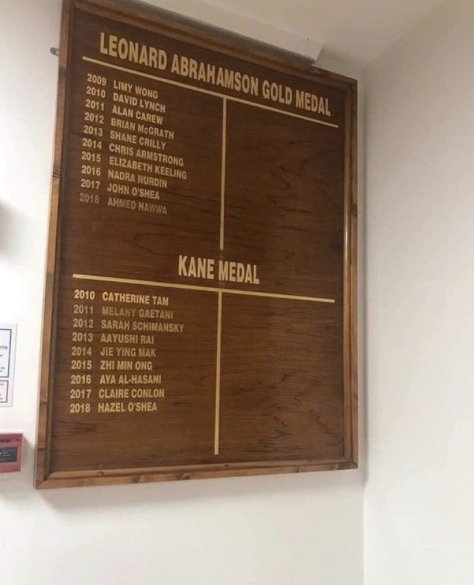 LEONARD ABRAHAMSON GOLD MEDAL
2009 LIMY WONG
2010 DAVID LYNCH
2011 ALAN CAREW
2012 BRIAN McGRATH
2013 SHANE CRILLY
2014 CHRIS ARMSTRONG
2015 ELIZABETH KEELING
2016 NADRA NURDIN
2017 JOHN O'SHEA
2018 AHMED HAWWA
KANE MEDAL
2010 CATHERINE TAM
2011 MELANY GAETANI
2012 SARAH SCHIMANSKY
2013 AAYUSHI RAI
2014 JIE YING MAK
2015 ZHI MIN ONG
2016 AYA AL-HASANI
2017 CLAIRE CONLON
2018 HAZEL O'SHEA